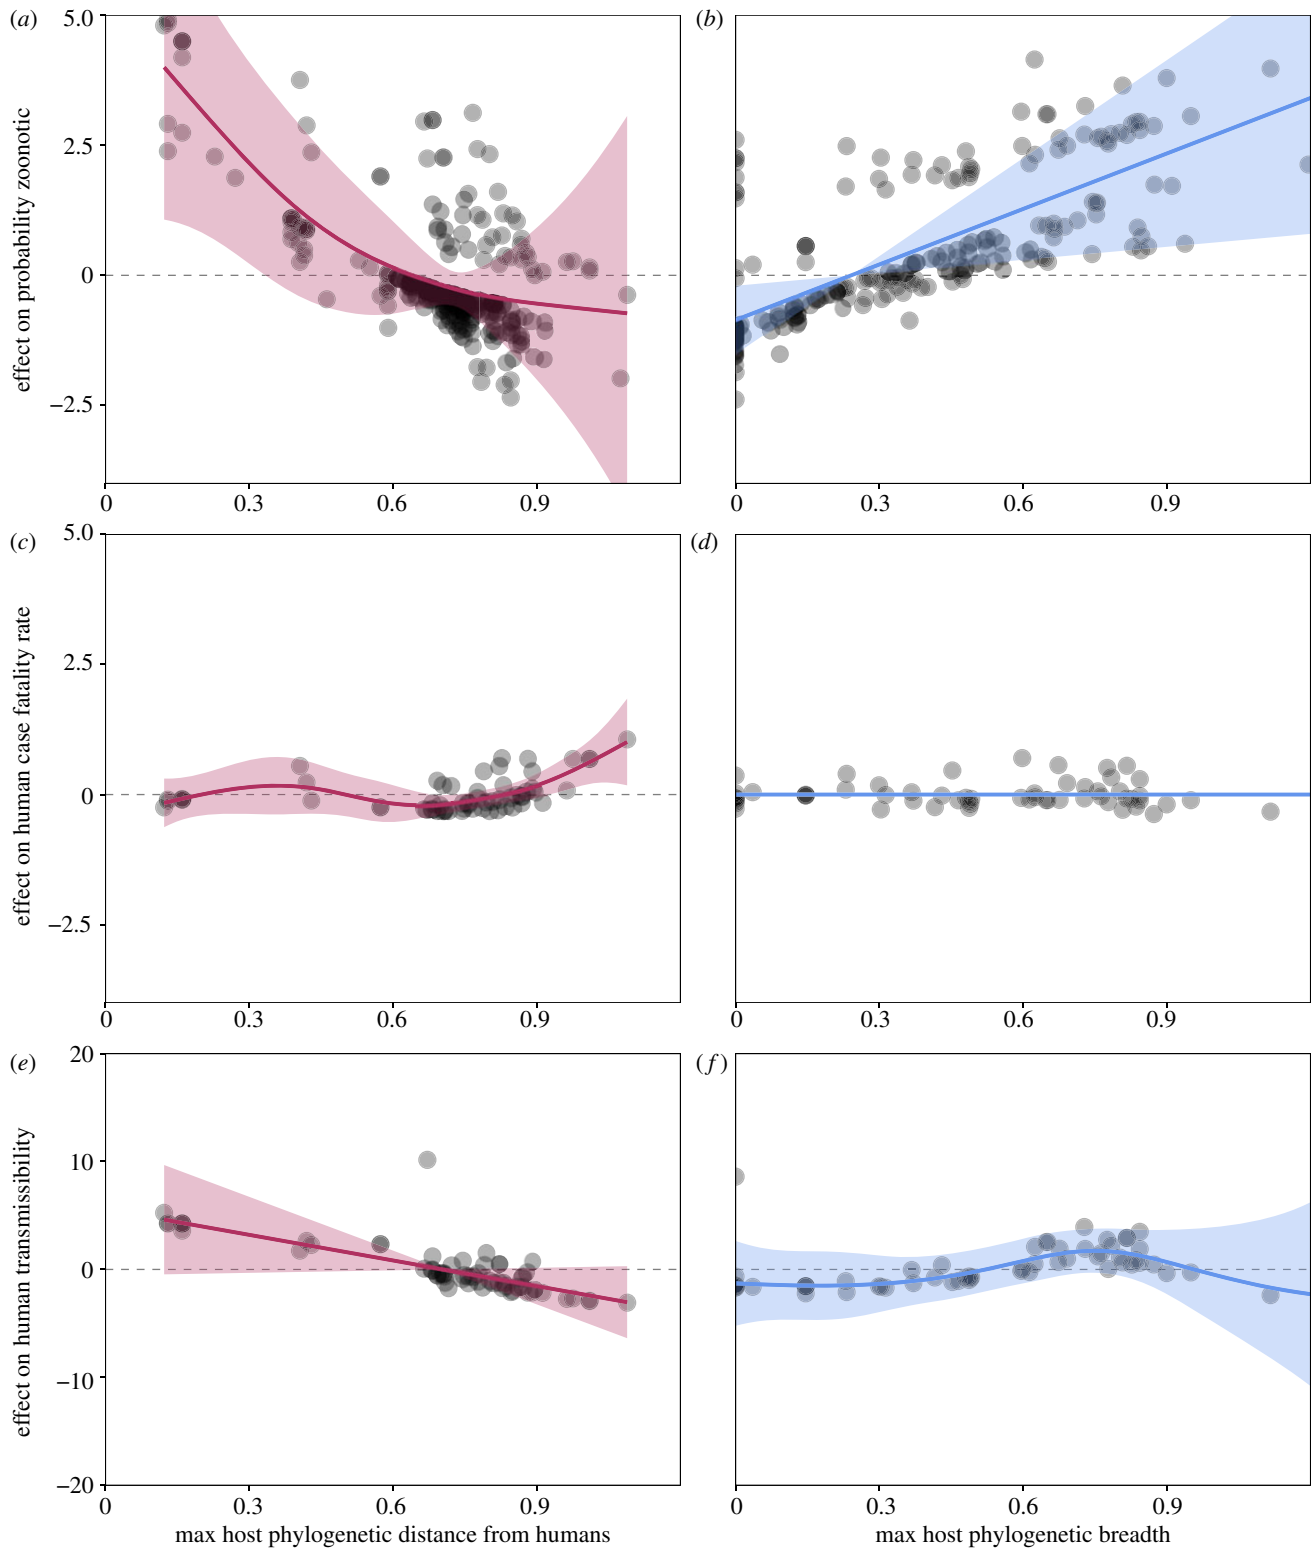 (a)
(b)
effect on probability zoonotic
5.0
2.5
0
−2.5
0 0.3 0.6 0.9
0 0.3 0.6 0.9
(c)
(d)
effect on human case fatality rate
5.0
2.5
0
−2.5
0 0.3 0.6 0.9
0 0.3 0.6 0.9
(e)
(f)
effect on human transmissibility
20
10
0
−10
−20
0 0.3 0.6 0.9
0 0.3 0.6 0.9
max host phylogenetic distance from humans
max host phylogenetic breadth